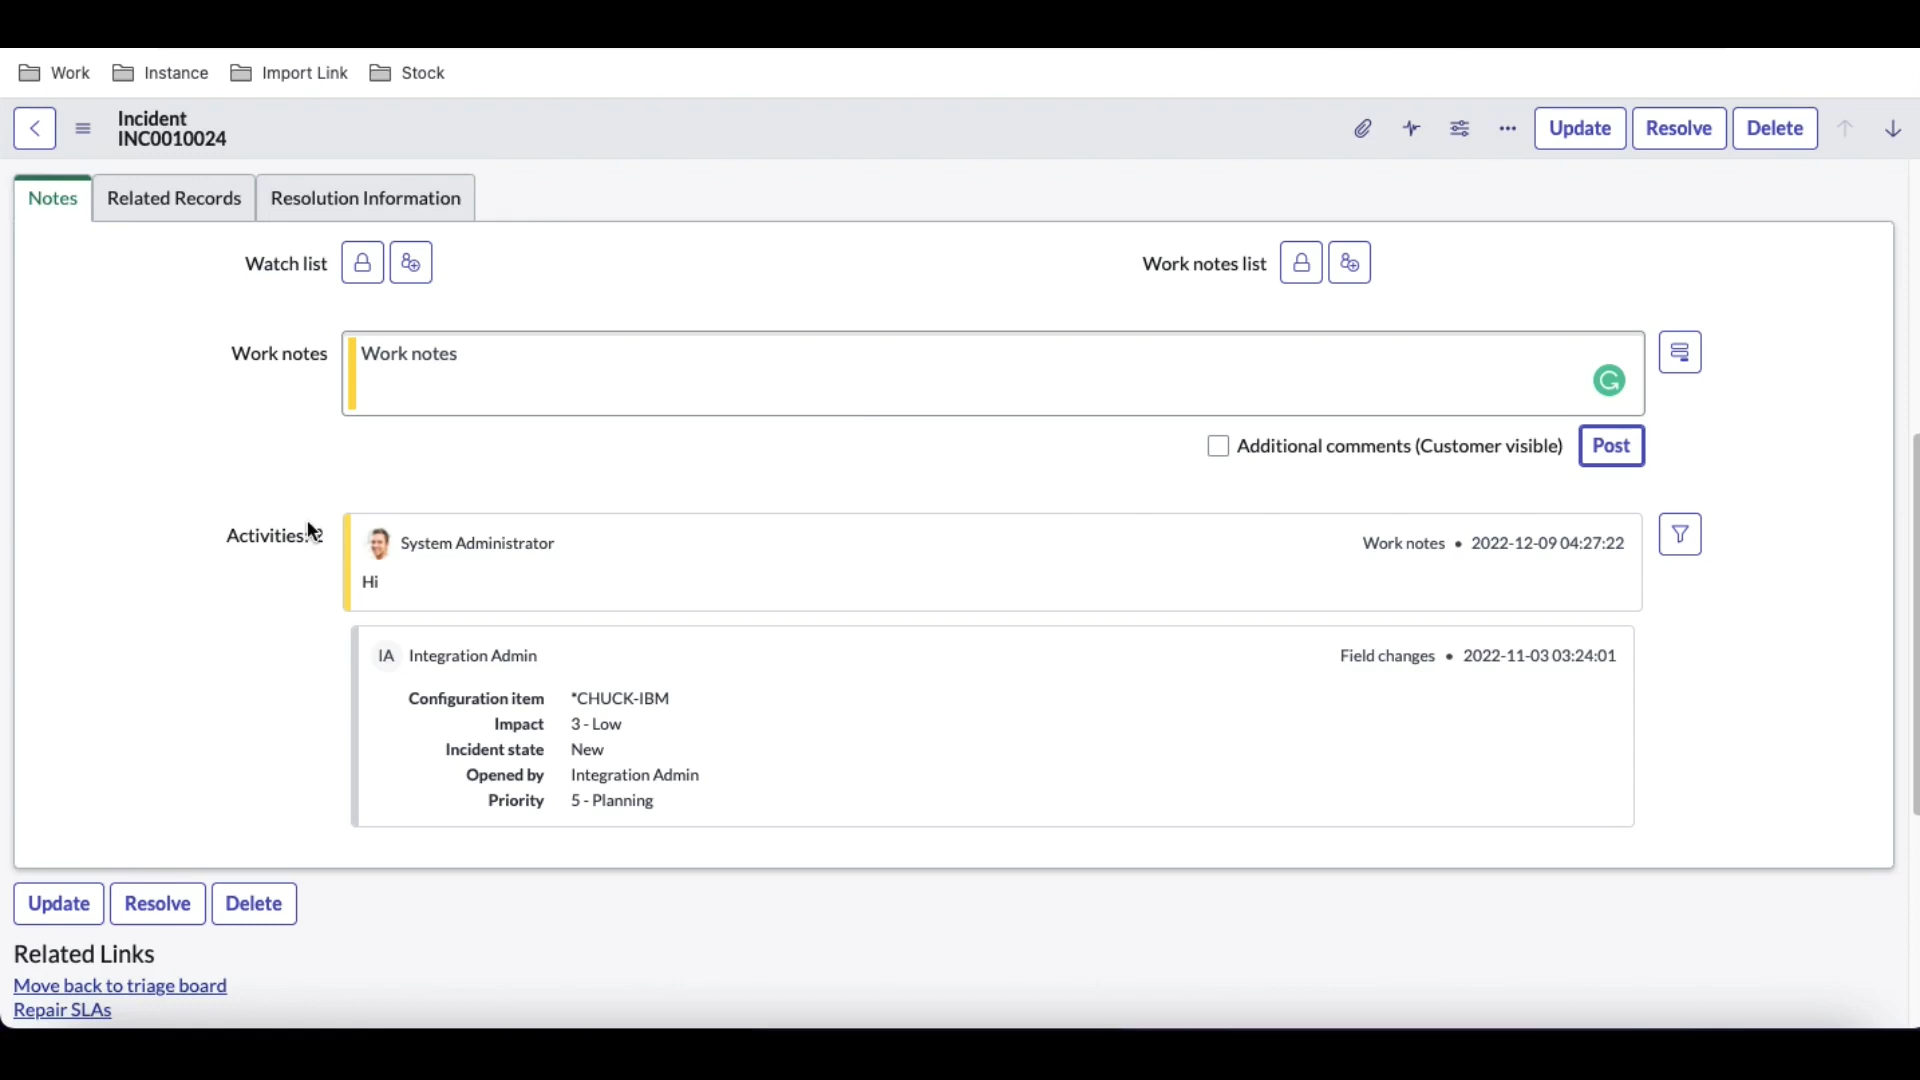 Work Instance Import Link Stock
Incident
INC0010024
Update Resolve Delete
Notes Related Records Resolution Information
Watch list
Work notes list
Work notes
Work notes
Additional comments (Customer visible) Post
Activities: 2
System Administrator
Work notes • 2022-12-09 04:27:22
Hi
IA Integration Admin
Field changes • 2022-11-03 03:24:01
Configuration item *CHUCK-IBM
Impact 3 - Low
Incident state New
Opened by Integration Admin
Priority 5 - Planning
Update Resolve Delete
Related Links
Move back to triage board
Repair SLAs